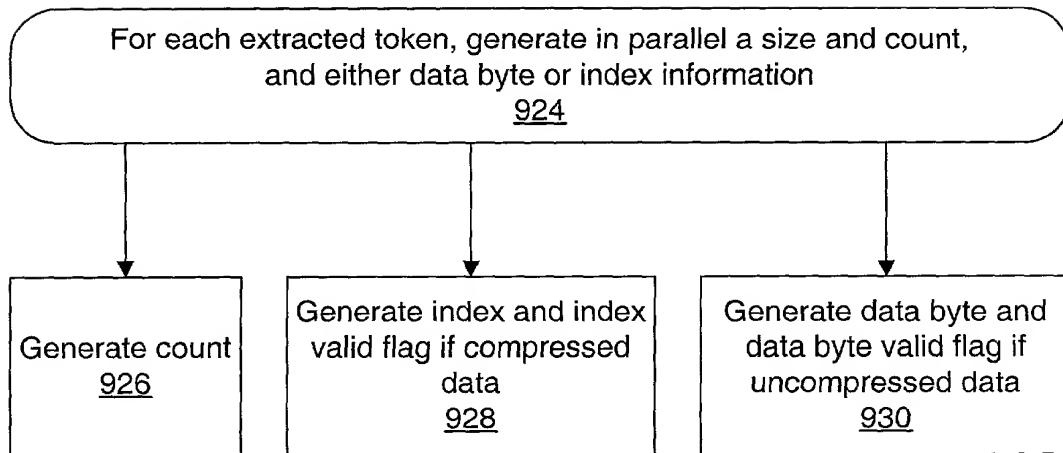 For each extracted token, generate in parallel a size and count,
and either data byte or index information
924
Generate count
926
Generate index and index
valid flag if compressed
data
928
Generate data byte and
data byte valid flag if
uncompressed data
930